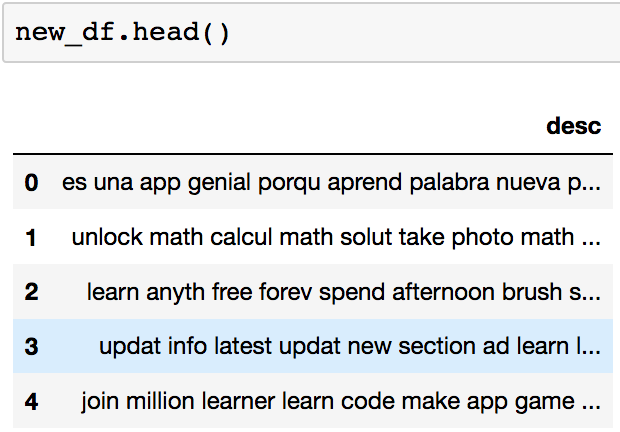 new_df.head()
desc
0 es una app genial porqu aprend palabra nueva p...
1 unlock math calcul math solut take photo math ...
2 learn anyth free forev spend afternoon brush s...
3 updat info latest updat new section ad learn l...
4 join million learner learn code make app game ...